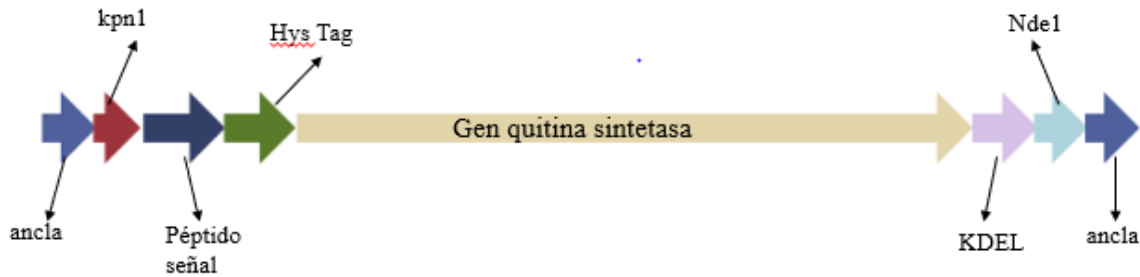 kpn1
Hys Tag
Nde1
Gen quitina sintetasa
ancla
Péptido
señal
KDEL
ancla